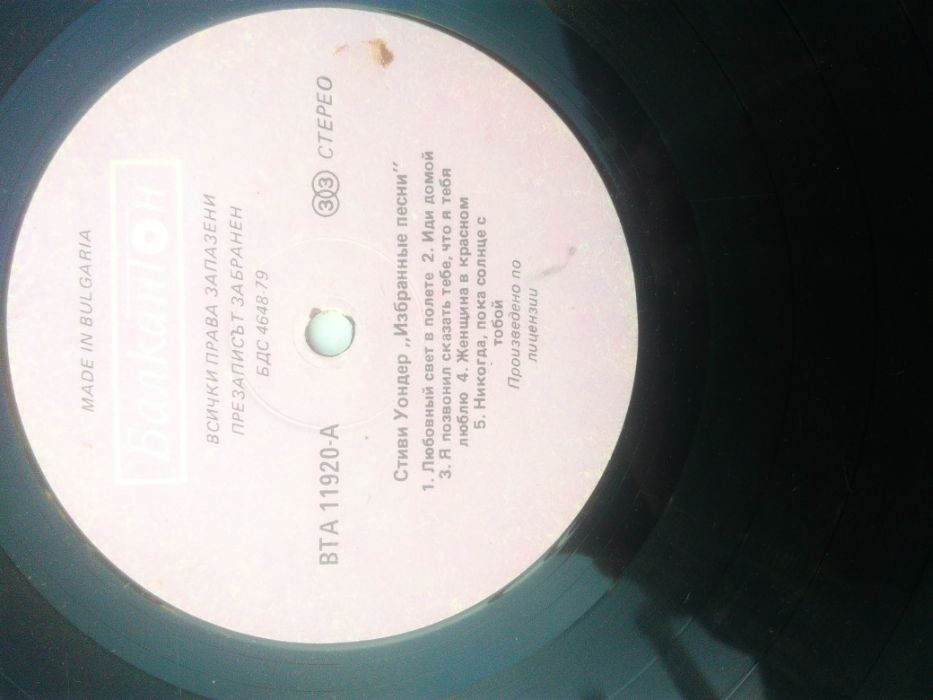 MADE IN BULGARIA
Балкантон
ВСИЧКИ ПРАВА ЗАПАЗЕНИ
ПРЕЗАПИСЪТ ЗАБРАНЕН
БДС 4648-79
ВТА 11920-А
33 СТЕРЕО
Стиви Уондер „Избранные песни”
1. Любовный свет в полете 2. Иди домой
3. Я позвонил сказать тебе, что я тебя
люблю 4. Женщина в красном
5. Никогда, пока солнце с
тобой
Произведено по
лицензии